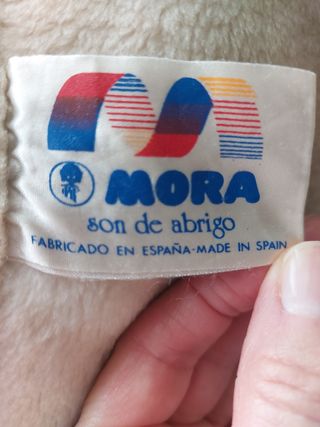 MORA
son de abrigo
FABRICADO EN ESPAÑA-MADE IN SPAIN